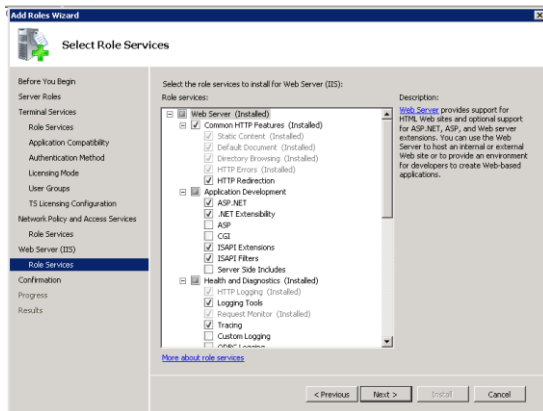 Add Roles Wizard
Select Role Services
Before You Begin
Server Roles
Terminal Services
Role Services
Application Compatibility
Authentication Method
Licensing Mode
User Groups
TS Licensing Configuration
Network Policy and Access Services
Role Services
Web Server (IIS)
Role Services
Confirmation
Progress
Results
Select the role services to install for Web Server (IIS):
Role services:
Web Server (Installed)
Common HTTP Features (Installed)
Static Content (Installed)
Default Document (Installed)
Directory Browsing (Installed)
HTTP Errors (Installed)
HTTP Redirection
Application Development
ASP.NET
.NET Extensibility
ASP
CGI
ISAPI Extensions
ISAPI Filters
Server Side Includes
Health and Diagnostics (Installed)
HTTP Logging (Installed)
Logging Tools
Request Monitor (Installed)
Tracing
Custom Logging
ODBC Logging
More about role services
Description:
Web Server provides support for
HTML Web sites and optional support
for ASP.NET, ASP, and Web server
extensions. You can use the Web
Server to host an internal or external
Web site or to provide an environment
for developers to create Web-based
applications.
< Previous
Next >
Install
Cancel